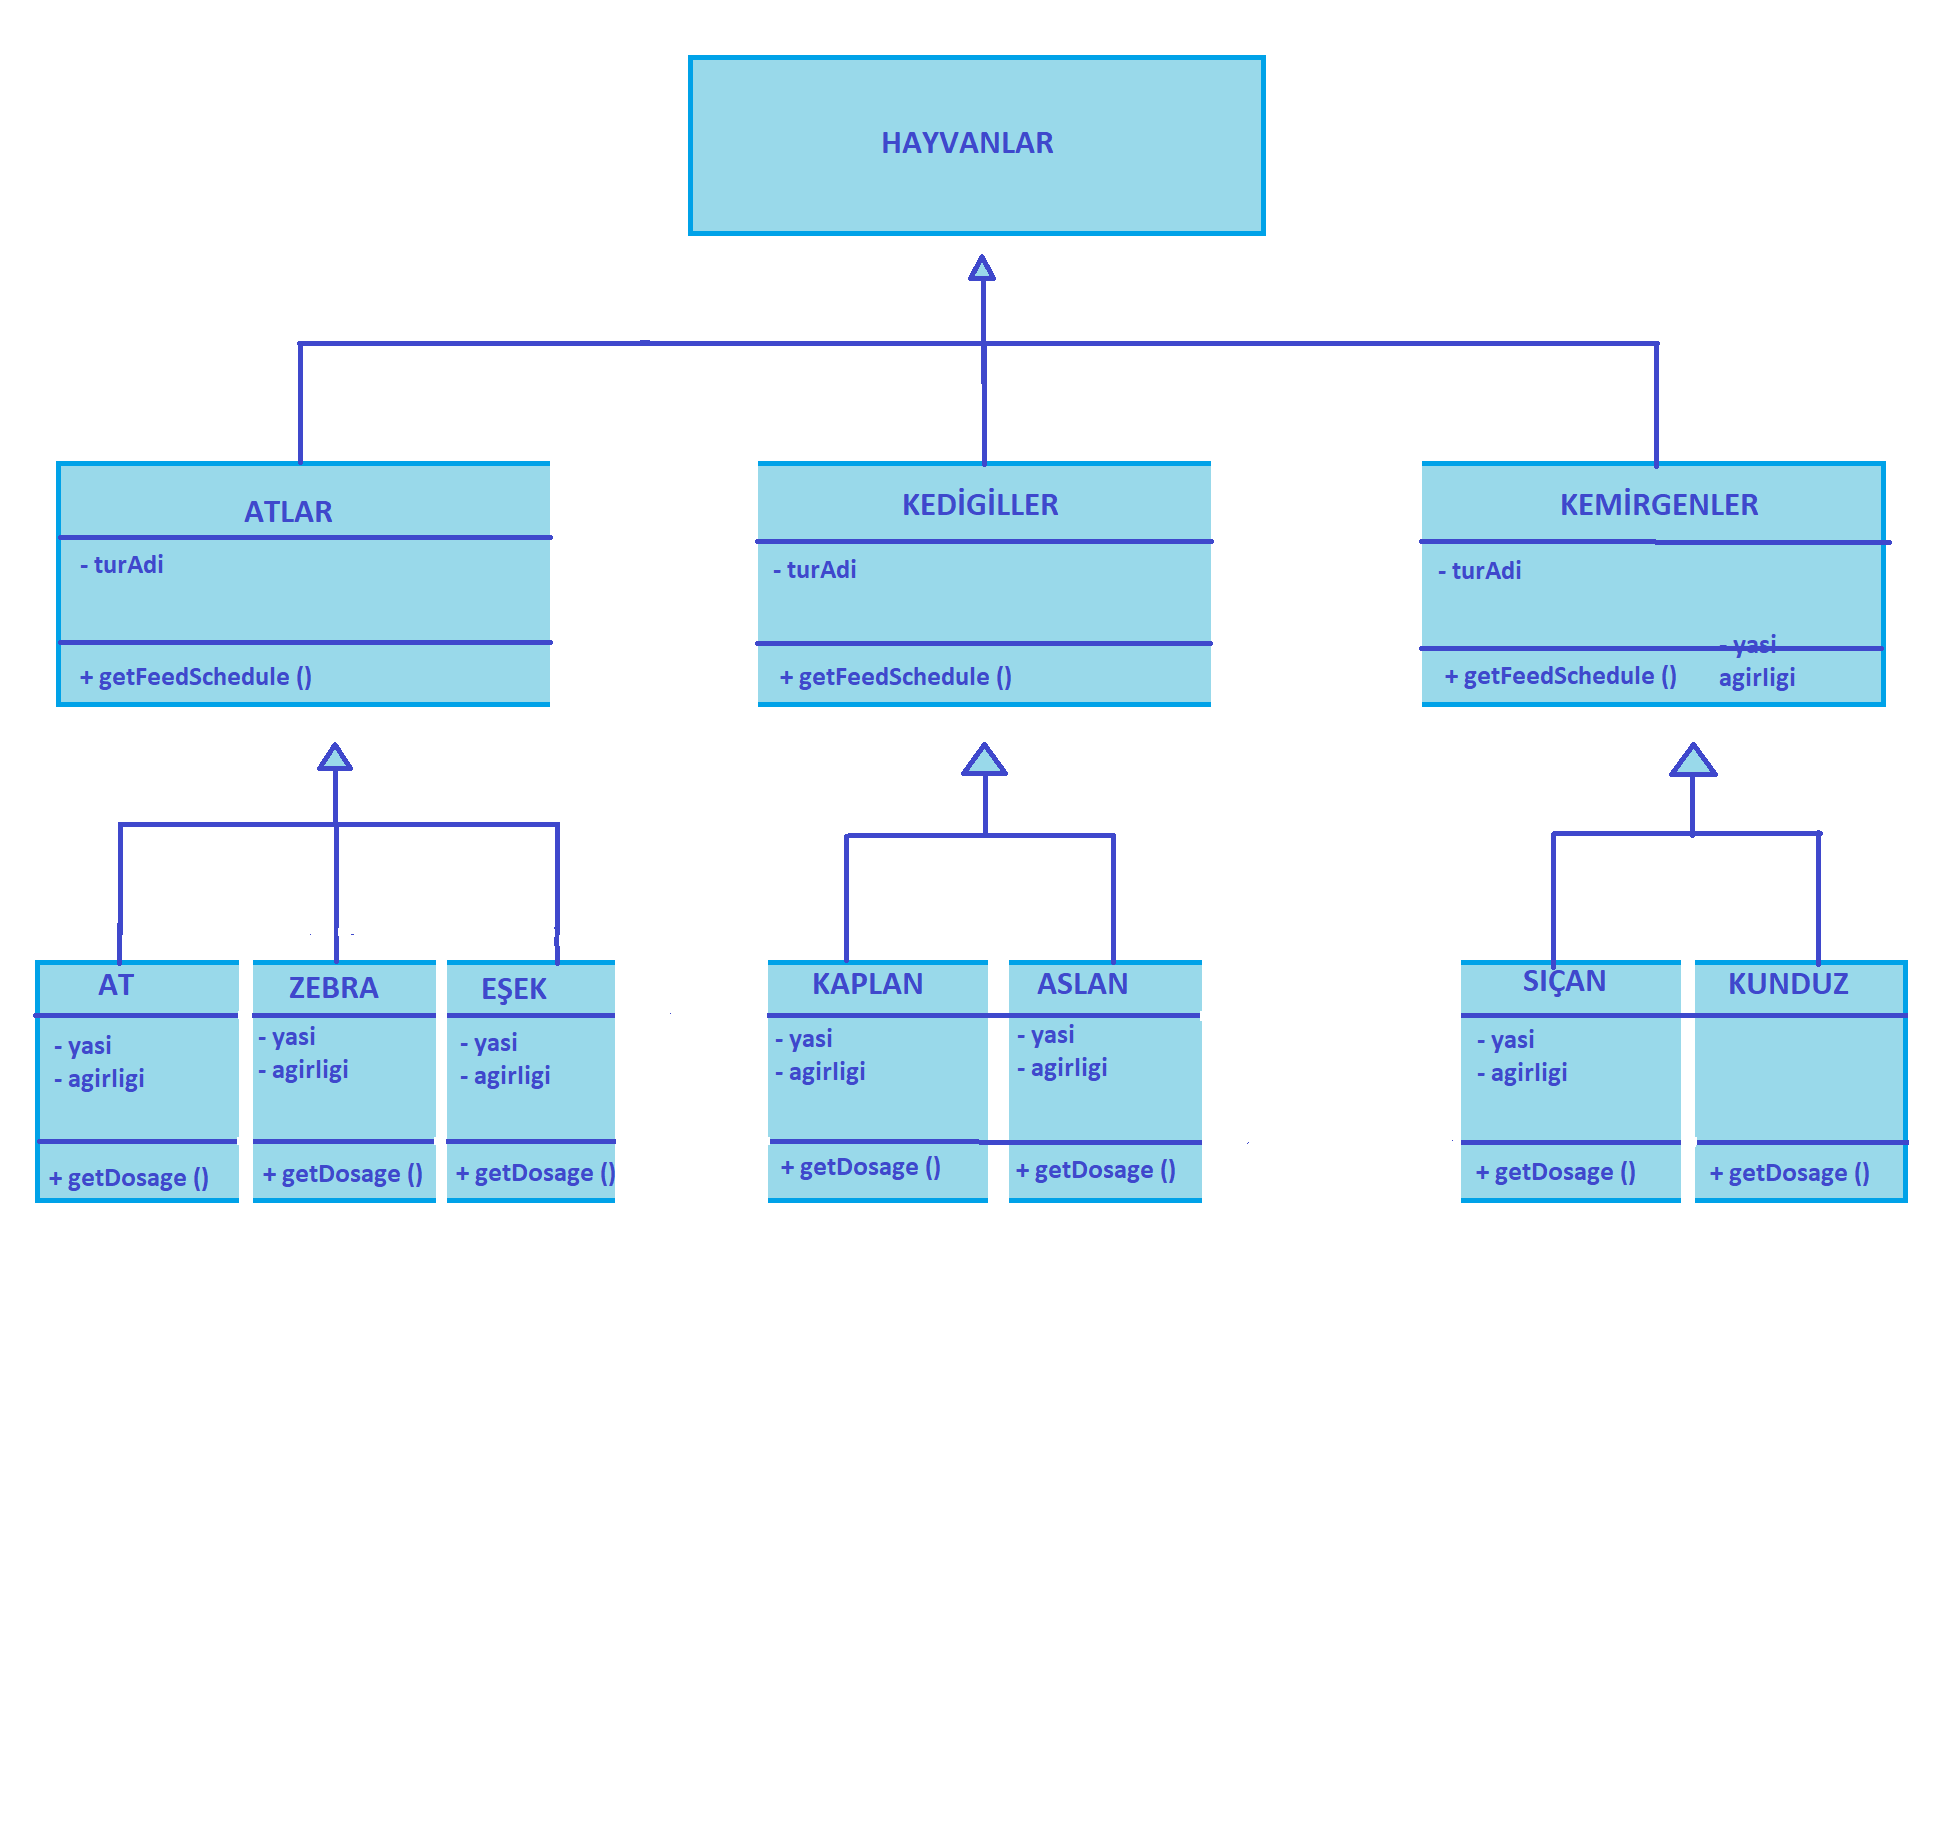 HAYVANLAR
ATLAR
- turAdi
+ getFeedSchedule ()
KEDİGİLLER
- turAdi
+ getFeedSchedule ()
KEMİRGENLER
- turAdi
- yasi
+ getFeedSchedule ()
agirligi
AT
- yasi
- agirligi
+ getDosage ()
ZEBRA
- yasi
- agirligi
+ getDosage ()
EŞEK
- yasi
- agirligi
+ getDosage ()
KAPLAN
- yasi
- agirligi
+ getDosage ()
ASLAN
- yasi
- agirligi
+ getDosage ()
SIÇAN
- yasi
- agirligi
+ getDosage ()
KUNDUZ
+ getDosage ()